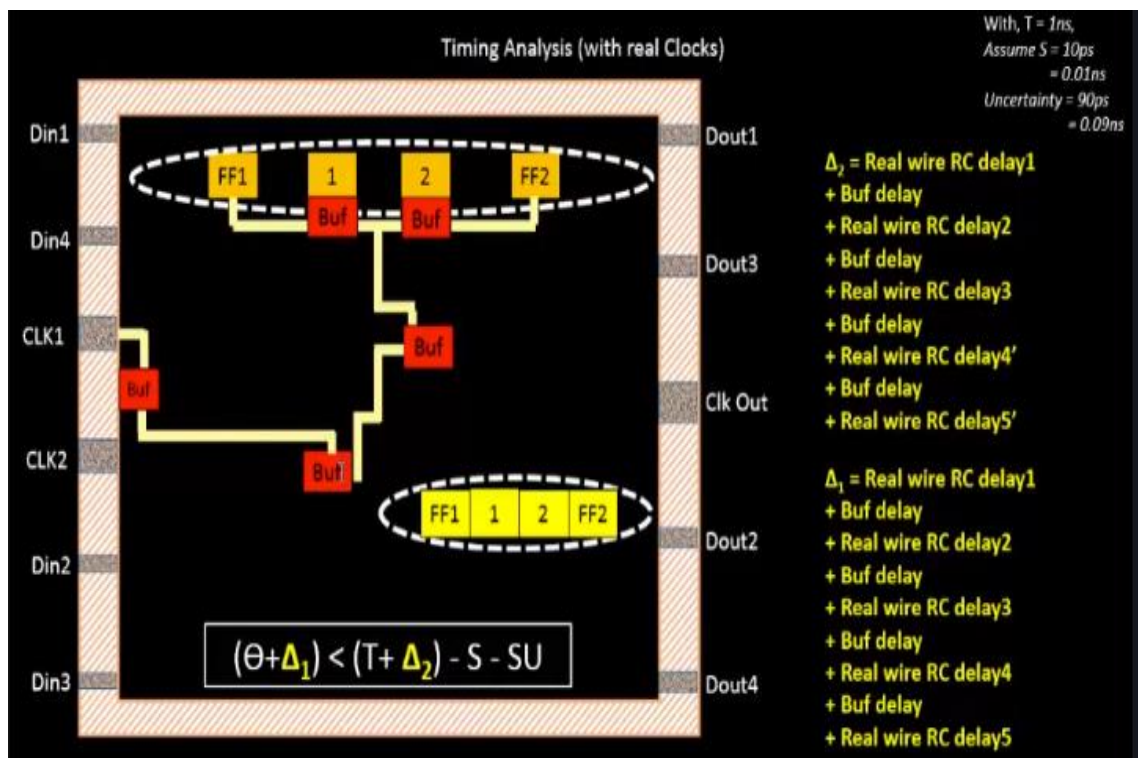 With, T = 1ns,
Timing Analysis (with real Clocks)
Assume S = 10ps
= 0.01ns
Uncertainty = 90ps
= 0.09ns
Din1
Dout1
FF1
1
2
FF2
Buf
Buf
Din4
Dout3
CLK1
Buf
Buf
Clk Out
CLK2
Buf
FF1
1
2
FF2
Din2
Dout2
(Θ+Δ₁) < (T+ Δ₂) - S - SU
Din3
Dout4
Δ₂ = Real wire RC delay1
+ Buf delay
+ Real wire RC delay2
+ Buf delay
+ Real wire RC delay3
+ Buf delay
+ Real wire RC delay4’
+ Buf delay
+ Real wire RC delay5’
Δ₁ = Real wire RC delay1
+ Buf delay
+ Real wire RC delay2
+ Buf delay
+ Real wire RC delay3
+ Buf delay
+ Real wire RC delay4
+ Buf delay
+ Real wire RC delay5